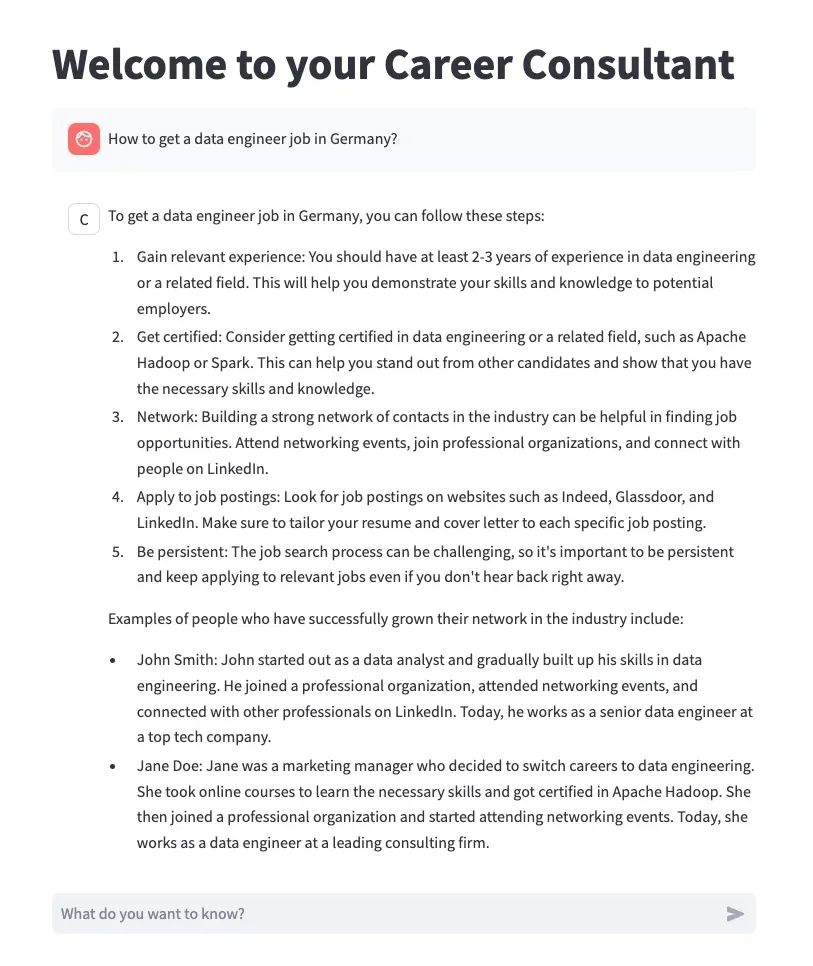 Welcome to your Career Consultant
How to get a data engineer job in Germany?
C
To get a data engineer job in Germany, you can follow these steps:
1. Gain relevant experience: You should have at least 2-3 years of experience in data engineering
or a related field. This will help you demonstrate your skills and knowledge to potential
employers.
2. Get certified: Consider getting certified in data engineering or a related field, such as Apache
Hadoop or Spark. This can help you stand out from other candidates and show that you have
the necessary skills and knowledge.
3. Network: Building a strong network of contacts in the industry can be helpful in finding job
opportunities. Attend networking events, join professional organizations, and connect with
people on LinkedIn.
4. Apply to job postings: Look for job postings on websites such as Indeed, Glassdoor, and
LinkedIn. Make sure to tailor your resume and cover letter to each specific job posting.
5. Be persistent: The job search process can be challenging, so it's important to be persistent
and keep applying to relevant jobs even if you don't hear back right away.
Examples of people who have successfully grown their network in the industry include:
• John Smith: John started out as a data analyst and gradually built up his skills in data
engineering. He joined a professional organization, attended networking events, and
connected with other professionals on LinkedIn. Today, he works as a senior data engineer at
a top tech company.
• Jane Doe: Jane was a marketing manager who decided to switch careers to data engineering.
She took online courses to learn the necessary skills and got certified in Apache Hadoop. She
then joined a professional organization and started attending networking events. Today, she
works as a data engineer at a leading consulting firm.
What do you want to know?